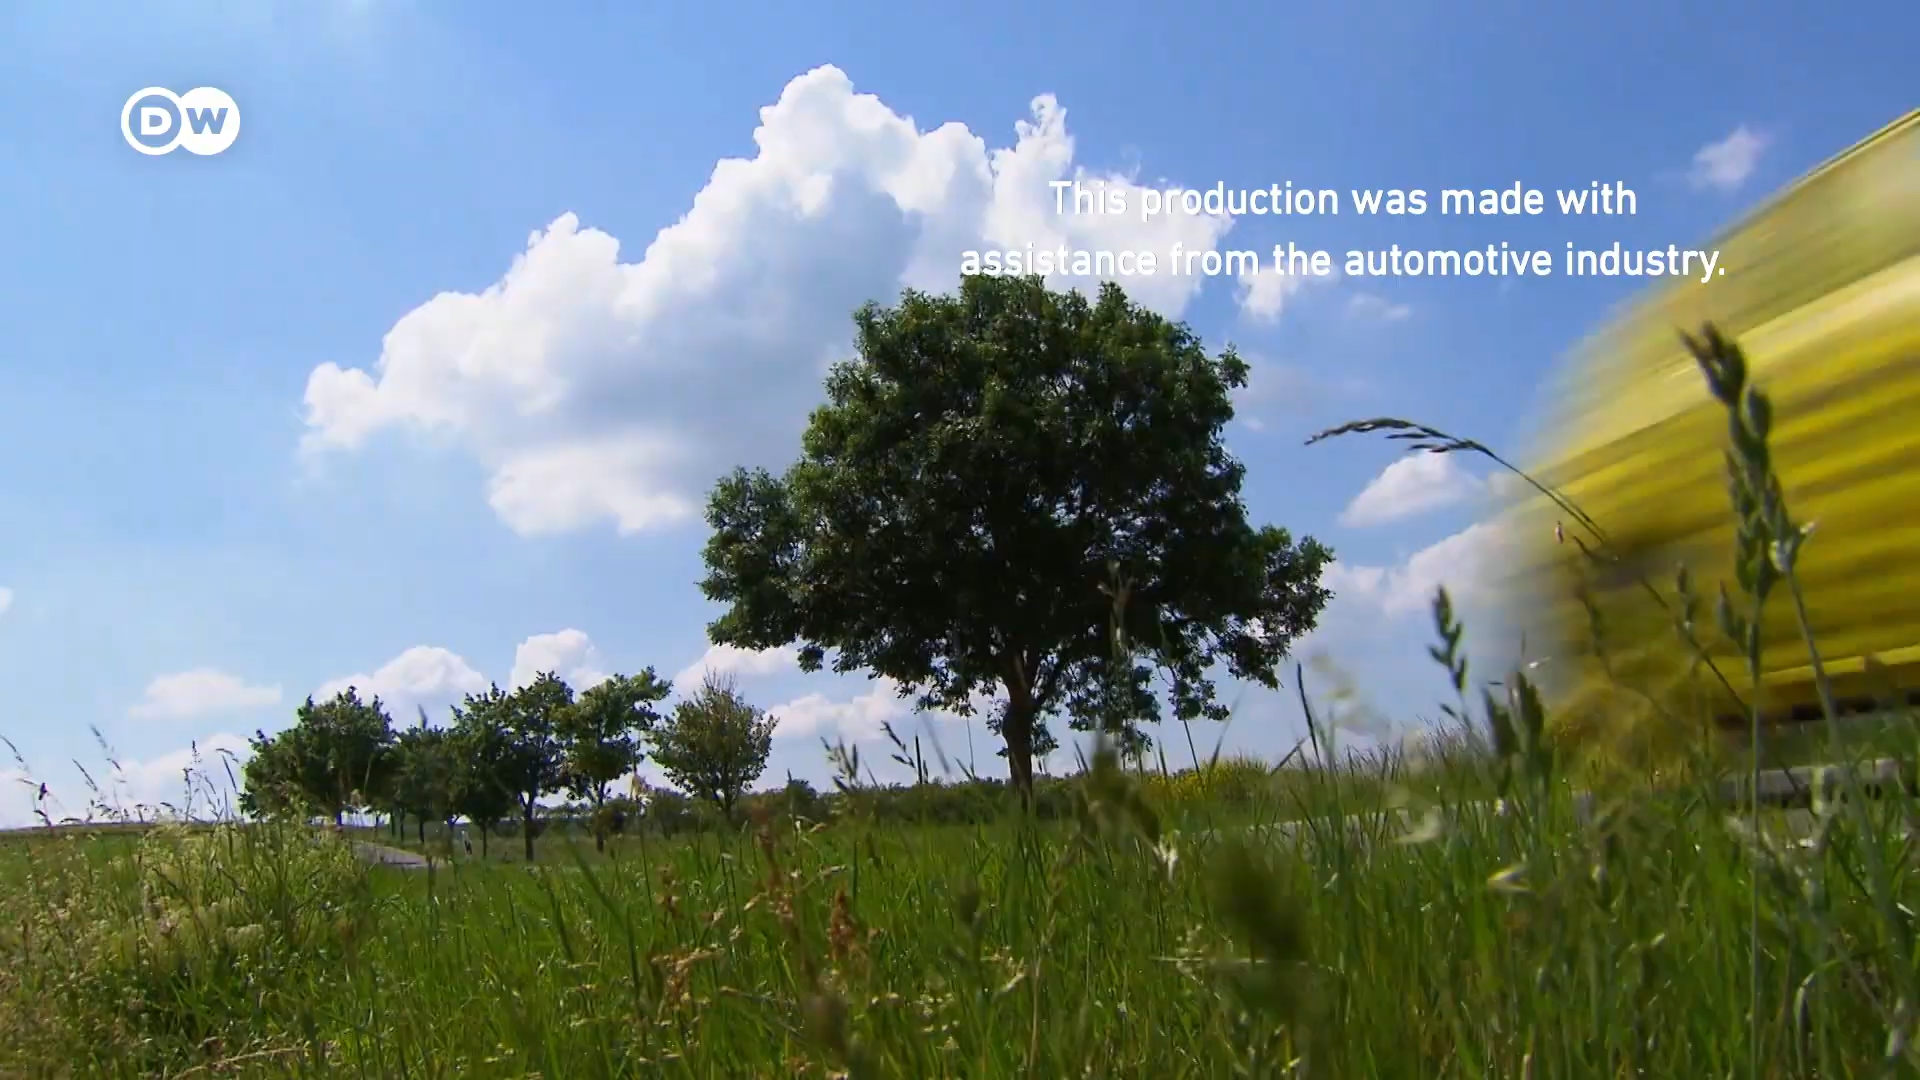 DW
This production was made with
assistance from the automotive industry.